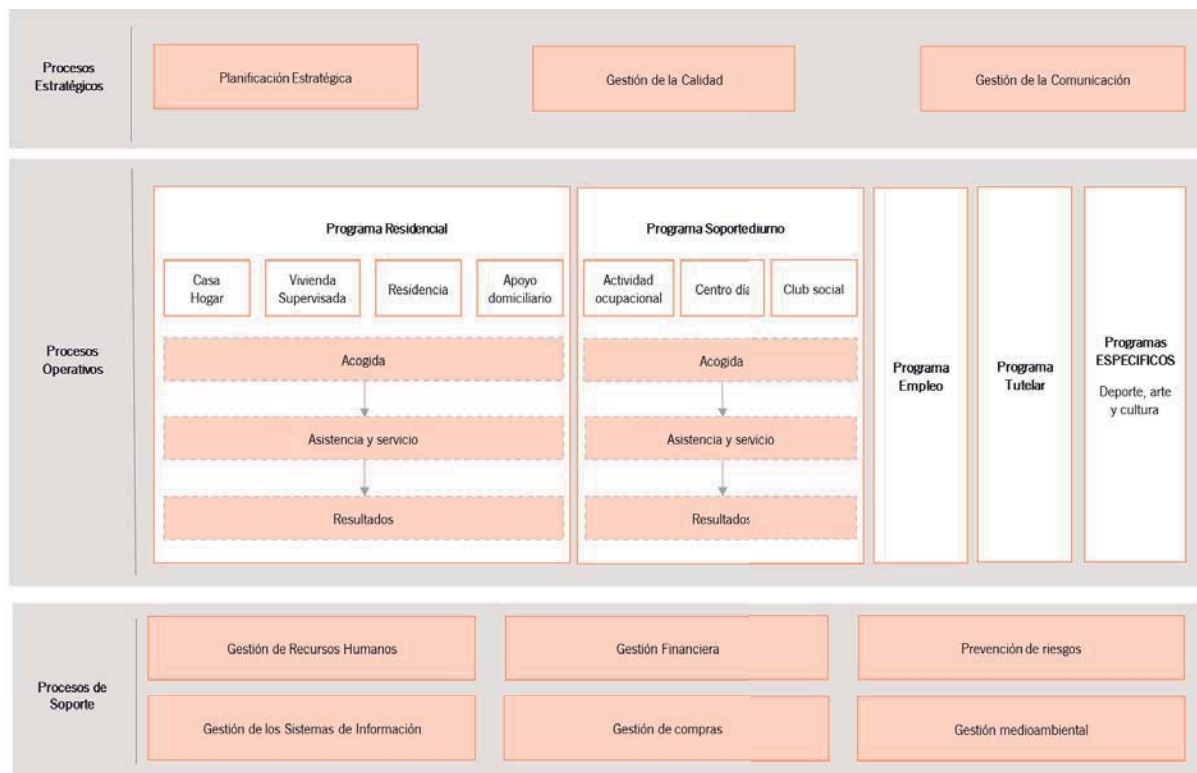 Procesos
Estratégicos
Planificación Estratégica
Gestión de la Calidad
Gestión de la Comunicación
Procesos
Operativos
Programa Residencial
Casa
Hogar
Vivienda
Supervisada
Residencia
Apoyo
domiciliario
Acogida
Asistencia y servicio
Resultados
Programa Soportediurno
Actividad
ocupacional
Centro día
Club social
Acogida
Asistencia y servicio
Resultados
Programa
Empleo
Programa
Tutelar
Programas
ESPECIFICOS
Deporte, arte
y cultura
Procesos de
Soporte
Gestión de Recursos Humanos
Gestión Financiera
Prevención de riesgos
Gestión de los Sistemas de Información
Gestión de compras
Gestión medioambiental